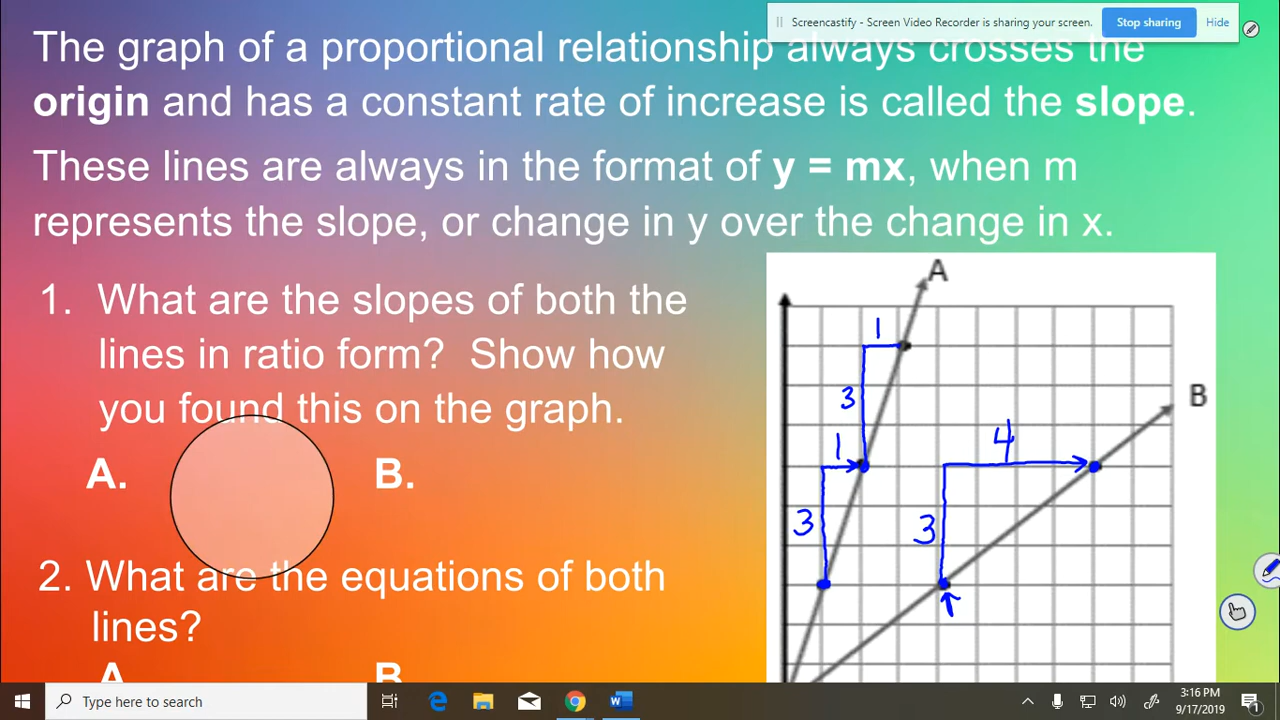 Screencastify - Screen Video Recorder is sharing your screen. Stop sharing Hide
The graph of a proportional relationship always crosses the
origin and has a constant rate of increase is called the slope.
These lines are always in the format of y = mx, when m
represents the slope, or change in y over the change in x.
1. What are the slopes of both the
lines in ratio form? Show how
you found this on the graph.
A. B.
2. What are the equations of both
lines?
A B
A
1
3
B
1
4
3
3
Type here to search
3:16 PM
9/17/2019
1